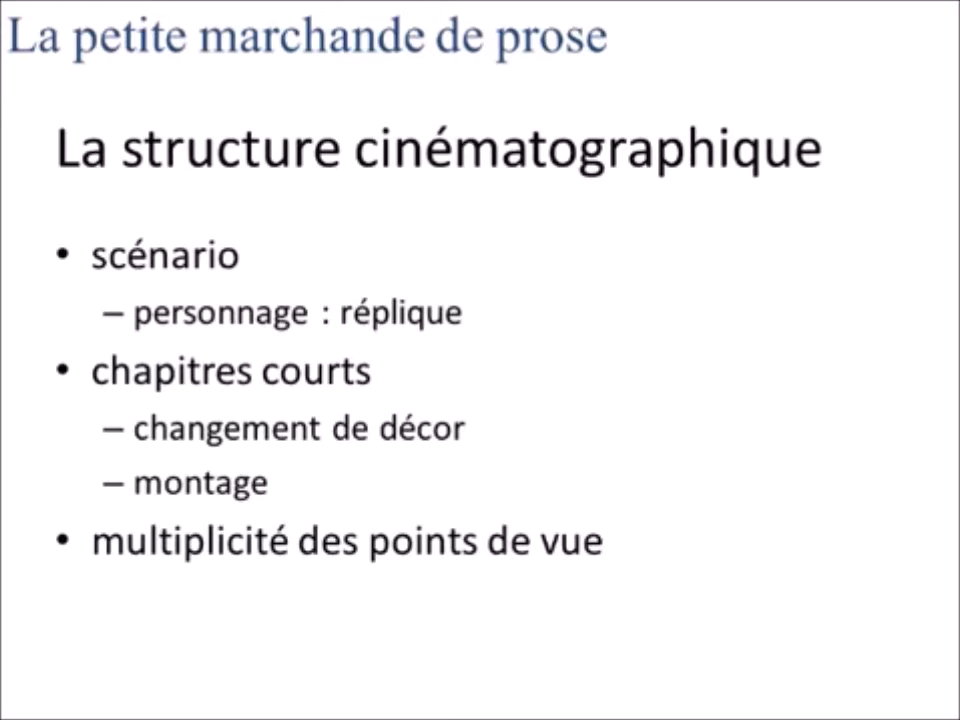 La petite marchande de prose
La structure cinématographique
• scénario
– personnage : réplique
• chapitres courts
– changement de décor
– montage
• multiplicité des points de vue